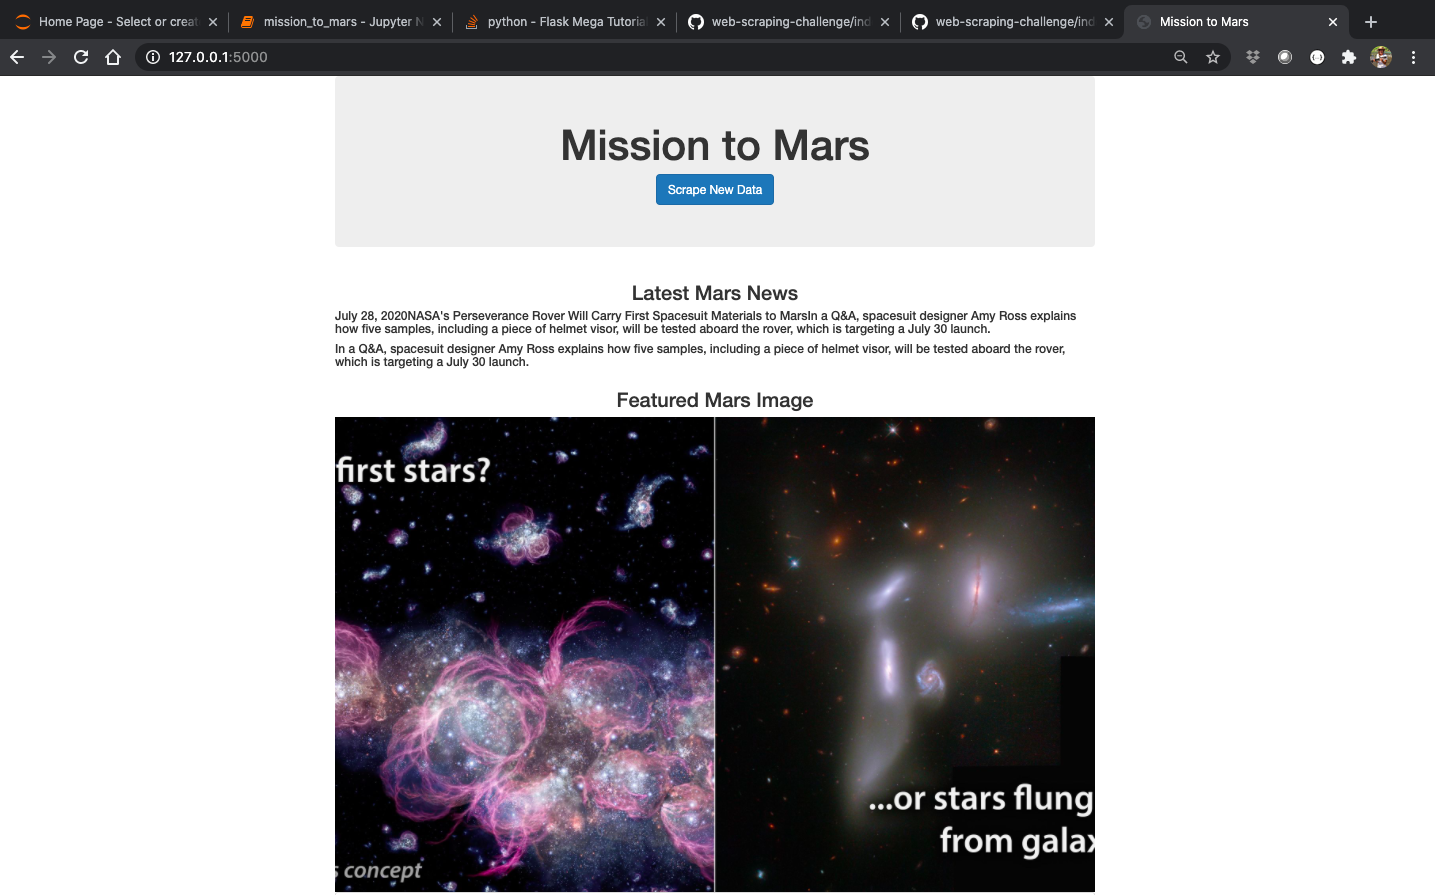 Home Page - Select or creat
mission_to_mars - Jupyter N
python - Flask Mega Tutorial
web-scraping-challenge/ind
web-scraping-challenge/ind
Mission to Mars
127.0.0.1:5000
Mission to Mars
Scrape New Data
Latest Mars News
July 28, 2020NASA's Perseverance Rover Will Carry First Spacesuit Materials to MarsIn a Q&A, spacesuit designer Amy Ross explains
how five samples, including a piece of helmet visor, will be tested aboard the rover, which is targeting a July 30 launch.
In a Q&A, spacesuit designer Amy Ross explains how five samples, including a piece of helmet visor, will be tested aboard the rover,
which is targeting a July 30 launch.
Featured Mars Image
first stars?
...or stars flung
from galax
s concept